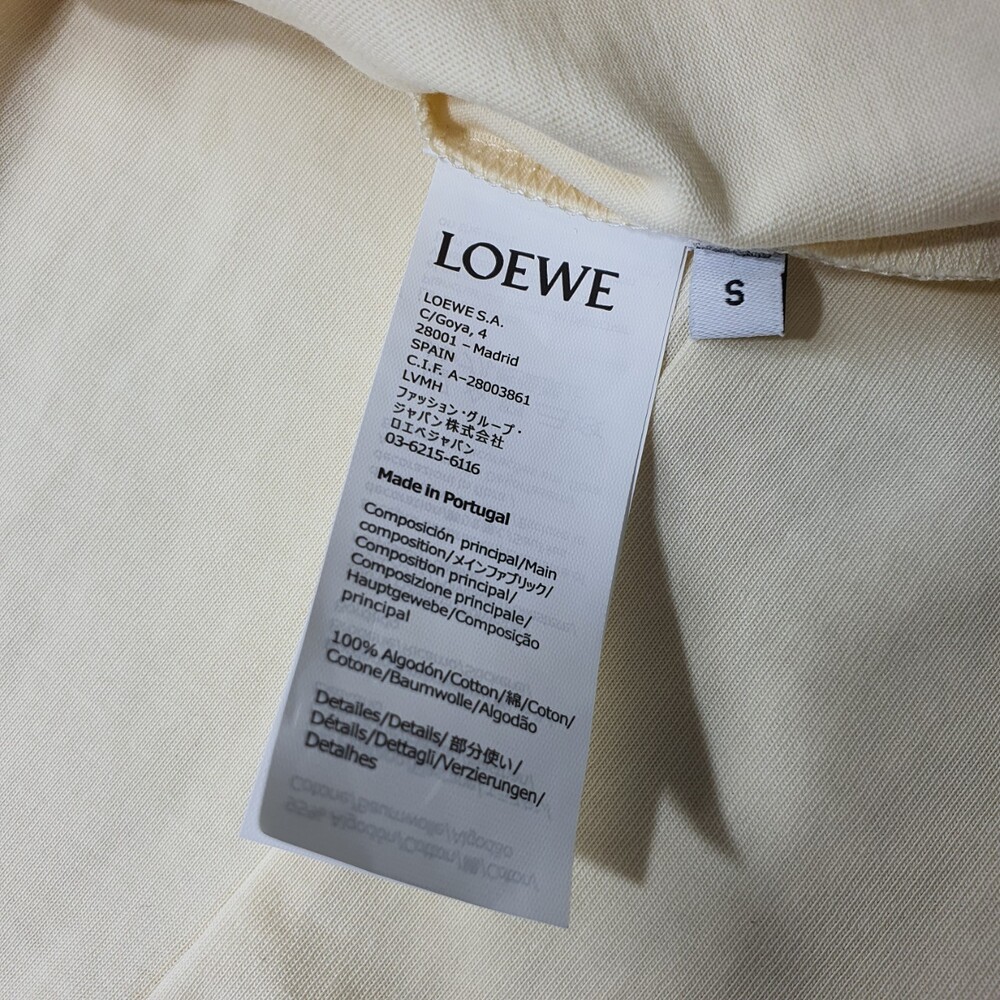 LOEWE
S
LOEWE S.A.
C/Goya, 4
28001 – Madrid
SPAIN
C.I.F. A–28003861
LVMH
ファッション・グループ・
ジャパン株式会社
ロエベジャパン
03-6215-6116
Made in Portugal
Composición principal/Main
composition/メインファブリック/
Composition principal/
Composizione principale/
Hauptgewebe/Composição
principal
100% Algodón/Cotton/綿/Coton/
Cotone/Baumwolle/Algodão
Detailes/Details/ 部分使い/
Détails/Dettagli/Verzierungen/
Detalhes